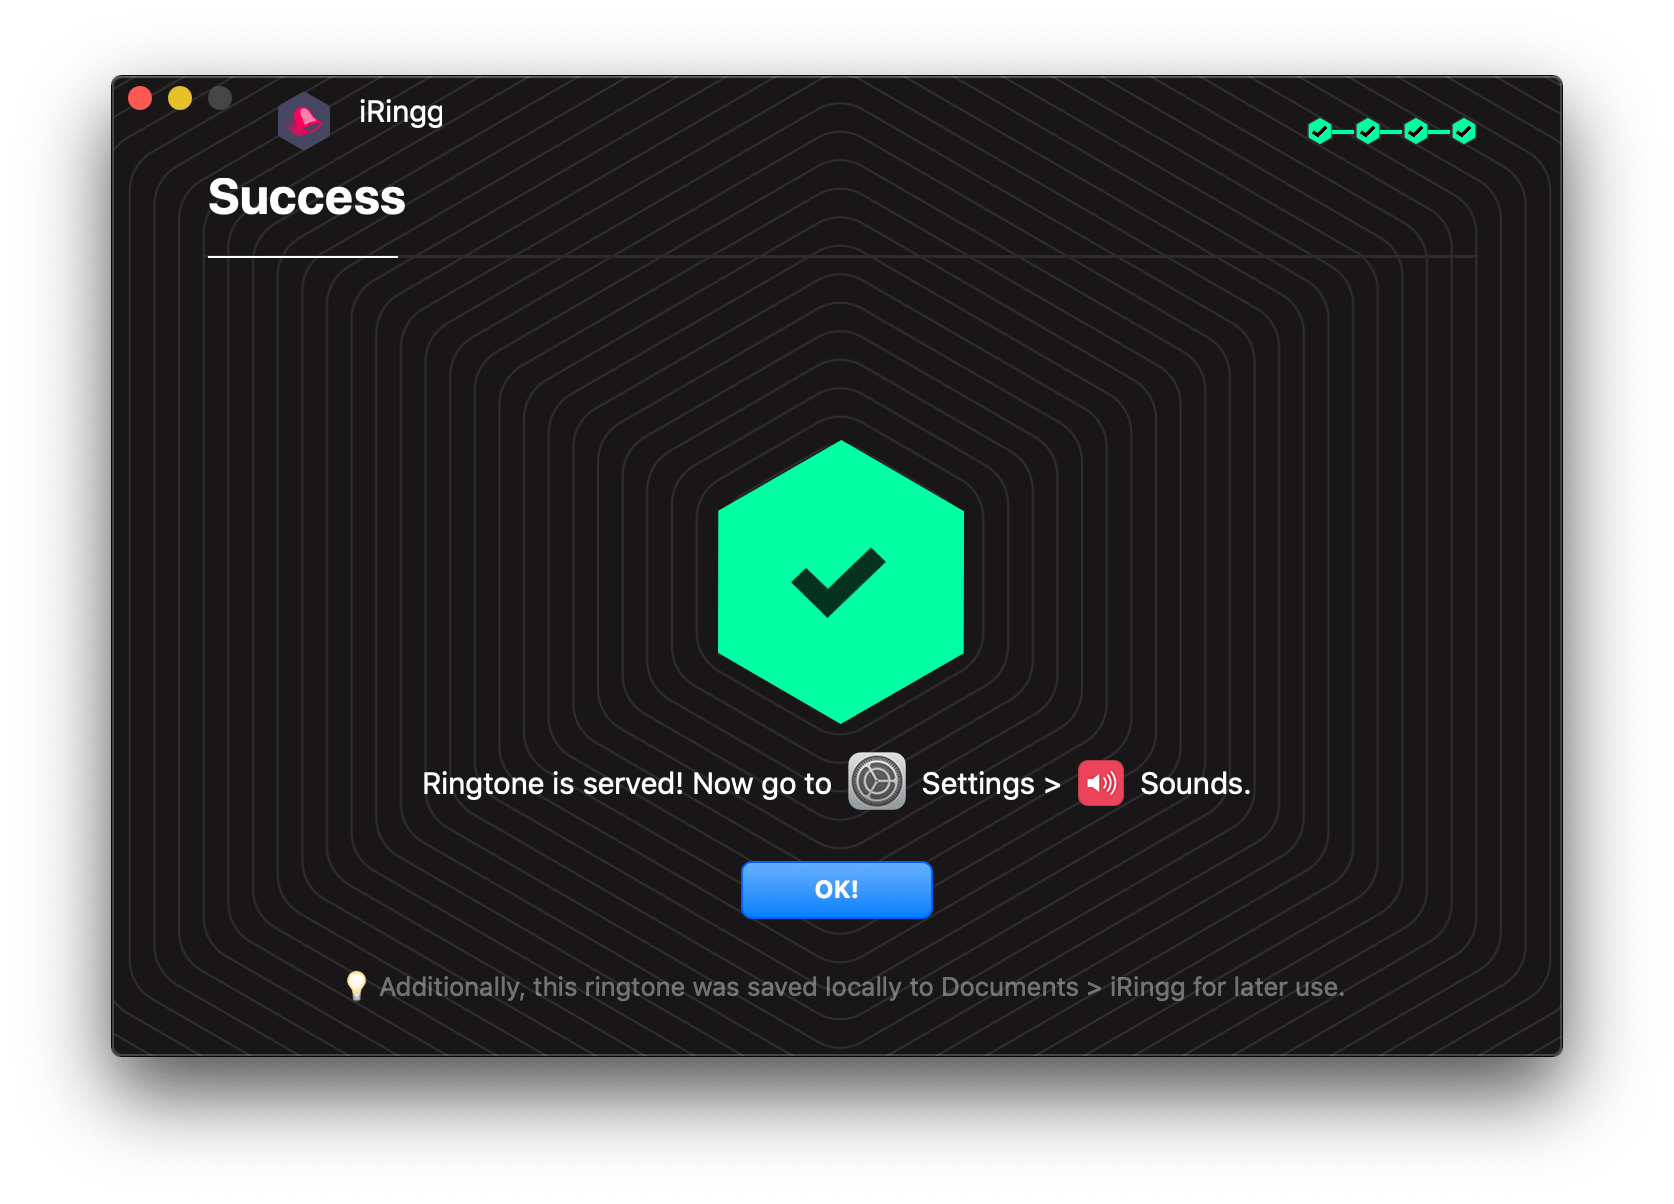 iRingg
Success
Ringtone is served! Now go to Settings > Sounds.
OK!
Additionally, this ringtone was saved locally to Documents > iRingg for later use.